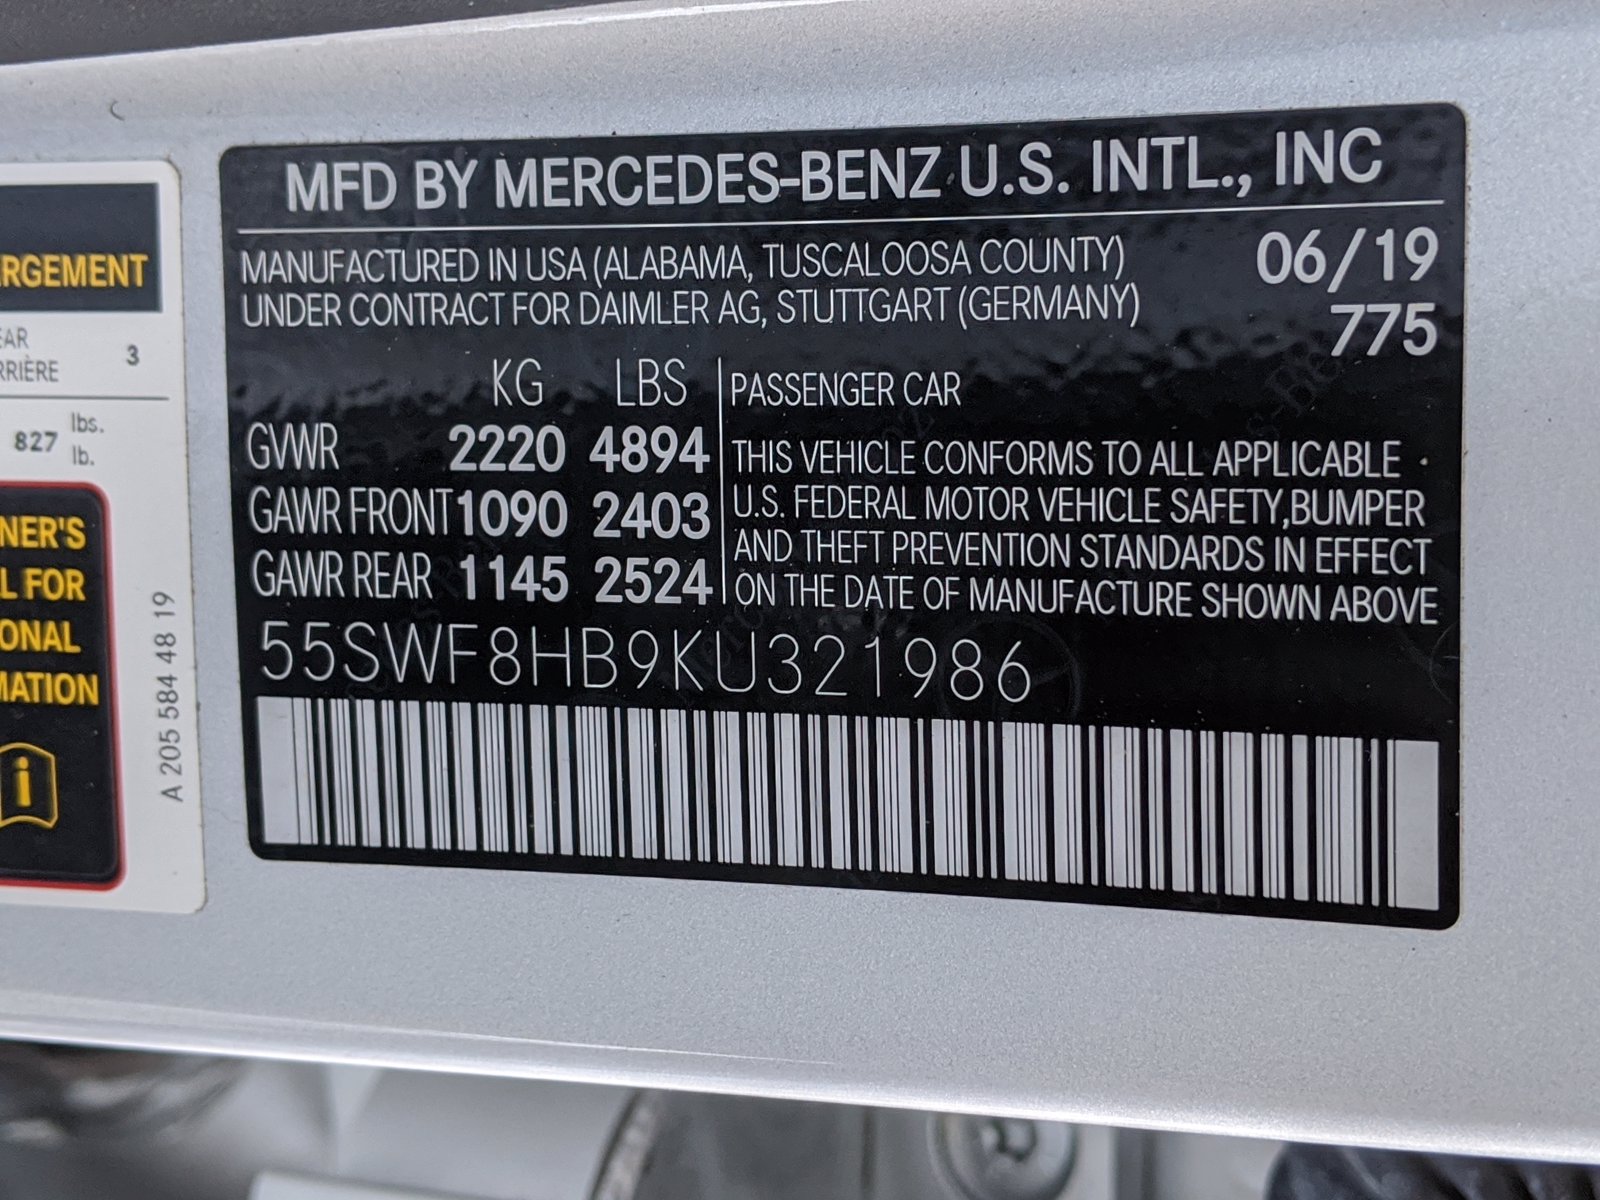 RGEMENT
EAR
RRIÈRE 3
827 lbs.
lb.
NER'S
L FOR
ONAL
MATION
i
A 205 584 48 19
MFD BY MERCEDES-BENZ U.S. INTL., INC
MANUFACTURED IN USA (ALABAMA, TUSCALOOSA COUNTY) 06/19
UNDER CONTRACT FOR DAIMLER AG, STUTTGART (GERMANY) 775
KG LBS
GVWR 2220 4894
GAWR FRONT 1090 2403
GAWR REAR 1145 2524
PASSENGER CAR
THIS VEHICLE CONFORMS TO ALL APPLICABLE
U.S. FEDERAL MOTOR VEHICLE SAFETY,BUMPER
AND THEFT PREVENTION STANDARDS IN EFFECT
ON THE DATE OF MANUFACTURE SHOWN ABOVE
55SWF8HB9KU321986